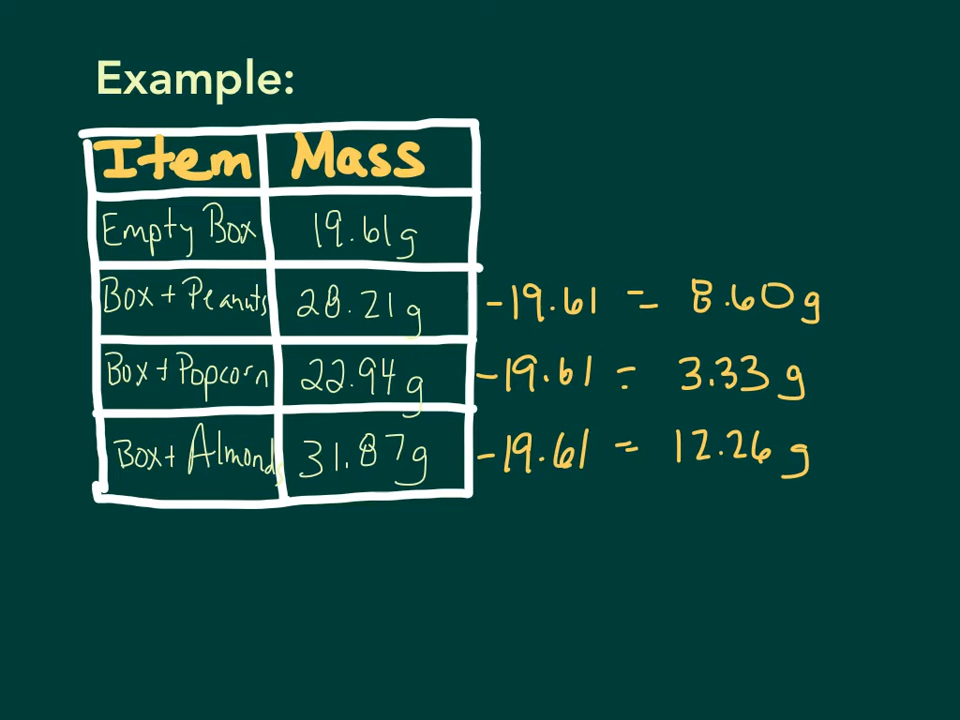 Example:
Item Mass
Empty Box 19.61g
Box + Peanuts 28.21g -19.61 = 8.60g
Box + Popcorn 22.94g -19.61 = 3.33g
Box + Almonds 31.87g -19.61 = 12.26g